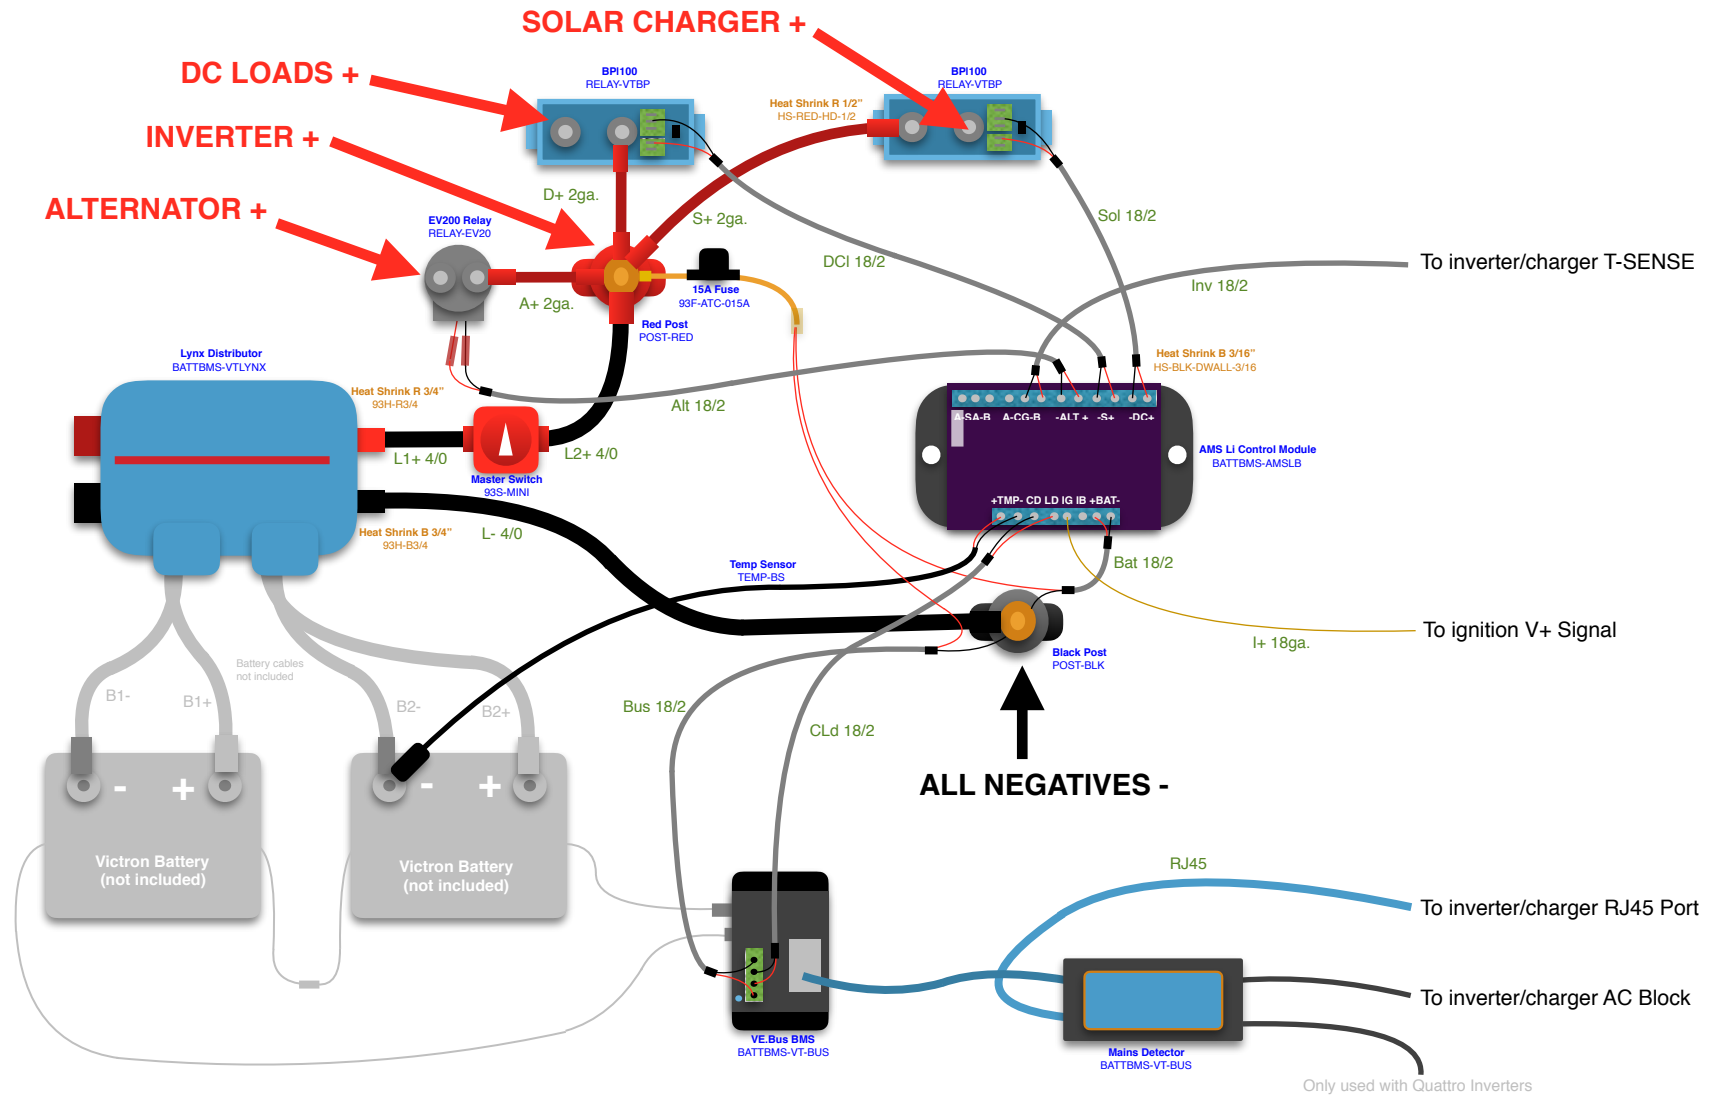 SOLAR CHARGER +
DC LOADS +
BPI100
RELAY-VTBP
BPI100
RELAY-VTBP
Heat Shrink R 1/2"
HS-RED-HD-1/2
INVERTER +
D+ 2ga.
S+ 2ga.
Sol 18/2
ALTERNATOR +
EV200 Relay
RELAY-EV20
DCI 18/2
To inverter/charger T-SENSE
Inv 18/2
15A Fuse
93F-ATC-015A
A+ 2ga.
Red Post
POST-RED
Lynx Distributor
BATTBMS-VTLYNX
Heat Shrink B 3/16"
HS-BLK-DWALL-3/16
Heat Shrink R 3/4"
93H-R3/4
Alt 18/2
A-SA-B A-CG-B -ALT + -S+ -DC+
L1+ 4/0
L2+ 4/0
AMS Li Control Module
BATTBMS-AMSLB
Master Switch
93S-MINI
+TMP- CD LD IG IB +BAT-
Heat Shrink B 3/4"
93H-B3/4
L- 4/0
Temp Sensor
TEMP-BS
Bat 18/2
To ignition V+ Signal
I+ 18ga.
Black Post
POST-BLK
Battery cables
not included
B1-
B1+
B2-
B2+
Bus 18/2
CLd 18/2
ALL NEGATIVES -
- +
- +
Victron Battery
(not included)
Victron Battery
(not included)
RJ45
To inverter/charger RJ45 Port
To inverter/charger AC Block
VE.Bus BMS
BATTBMS-VT-BUS
Mains Detector
BATTBMS-VT-BUS
Only used with Quattro Inverters